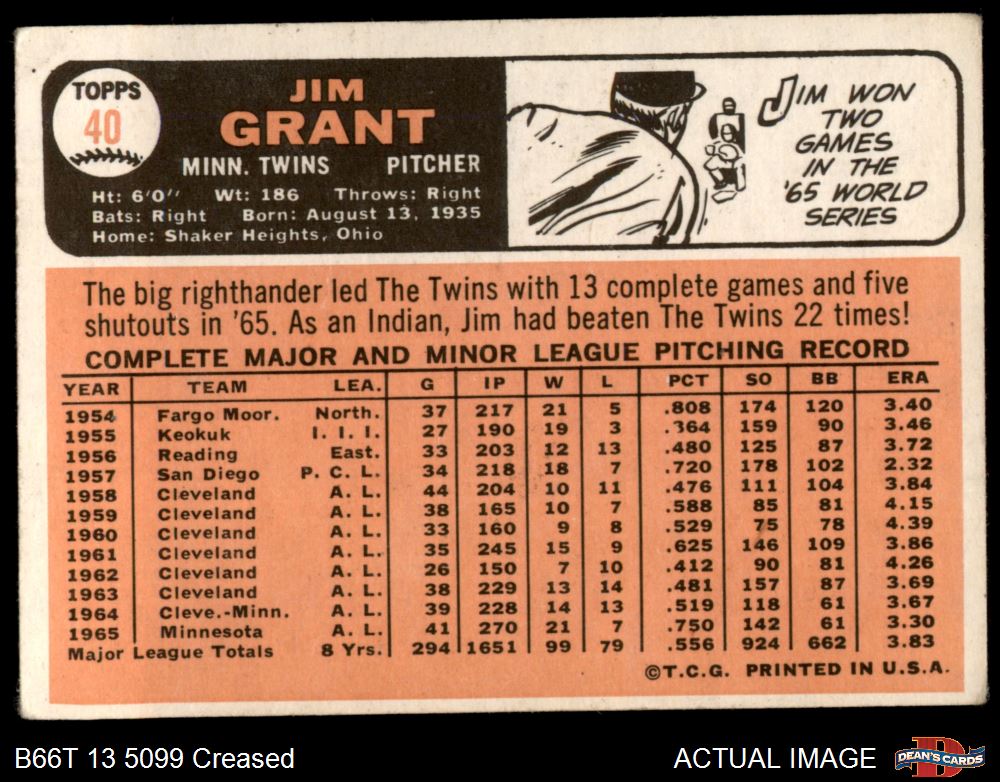 TOPPS
40
JIM
GRANT
MINN. TWINS PITCHER
Ht: 6'0'' Wt: 186 Throws: Right
Bats: Right Born: August 13, 1935
Home: Shaker Heights, Ohio
JIM WON
TWO
GAMES
IN THE
'65 WORLD
SERIES
The big righthander led The Twins with 13 complete games and five
shutouts in '65. As an Indian, Jim had beaten The Twins 22 times!
COMPLETE MAJOR AND MINOR LEAGUE PITCHING RECORD
YEAR TEAM LEA. G IP W L PCT SO BB ERA
1954 Fargo Moor. North. 37 217 21 5 .808 174 120 3.40
1955 Keokuk I. I. I. 27 190 19 3 .364 159 90 3.46
1956 Reading East. 33 203 12 13 .480 125 87 3.72
1957 San Diego P. C. L. 34 218 18 7 .720 178 102 2.32
1958 Cleveland A. L. 44 204 10 11 .476 111 104 3.84
1959 Cleveland A. L. 38 165 10 7 .588 85 81 4.15
1960 Cleveland A. L. 33 160 9 8 .529 75 78 4.39
1961 Cleveland A. L. 35 245 15 9 .625 146 109 3.86
1962 Cleveland A. L. 26 150 7 10 .412 90 81 4.26
1963 Cleveland A. L. 38 229 13 14 .481 157 87 3.69
1964 Cleve.-Minn. A. L. 39 228 14 13 .519 118 61 3.67
1965 Minnesota A. L. 41 270 21 7 .750 142 61 3.30
Major League Totals 8 Yrs. 294 1651 99 79 .556 924 662 3.83
©T.C.G. PRINTED IN U.S.A.
B66T 13 5099 Creased ACTUAL IMAGE
D
DEAN'S CARDS